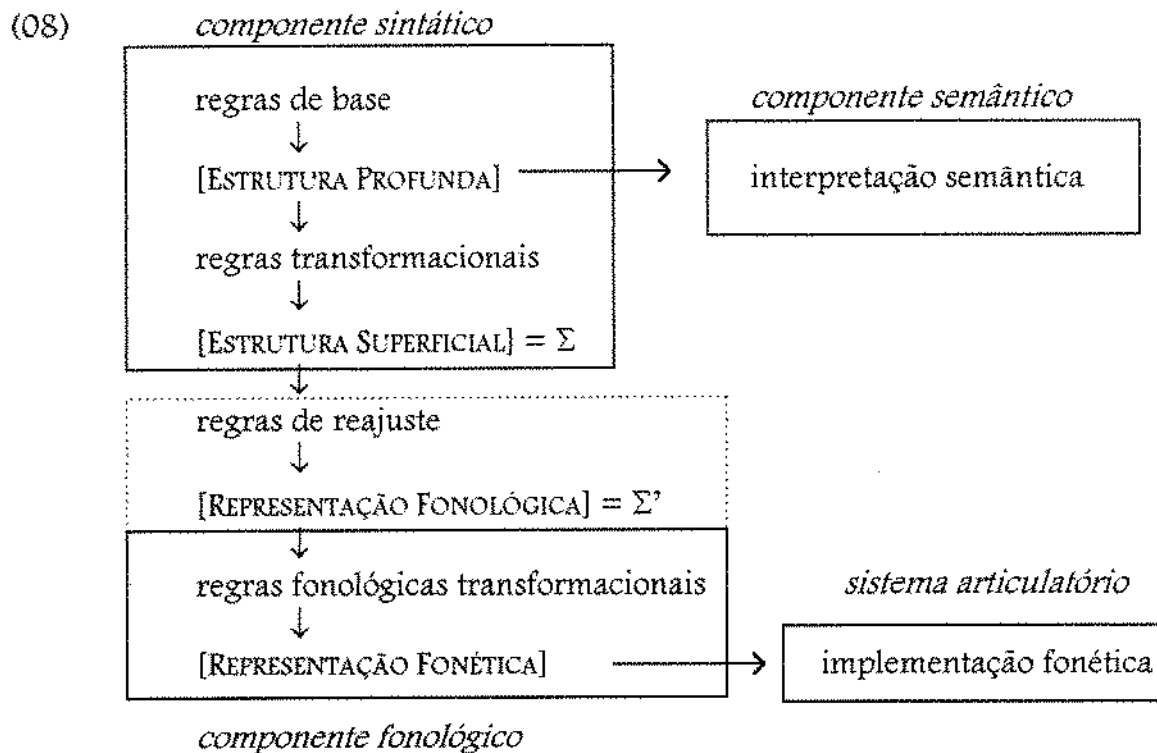 (08) componente sintático
regras de base
↓
[ESTRUTURA PROFUNDA] →
↓
regras transformacionais
↓
[ESTRUTURA SUPERFICIAL] = Σ
↓
componente semântico
interpretação semântica
regras de reajuste
↓
[REPRESENTAÇÃO FONOLÓGICA] = Σ’
↓
regras fonológicas transformacionais
↓
[REPRESENTAÇÃO FONÉTICA] →
componente fonológico
sistema articulatório
implementação fonética